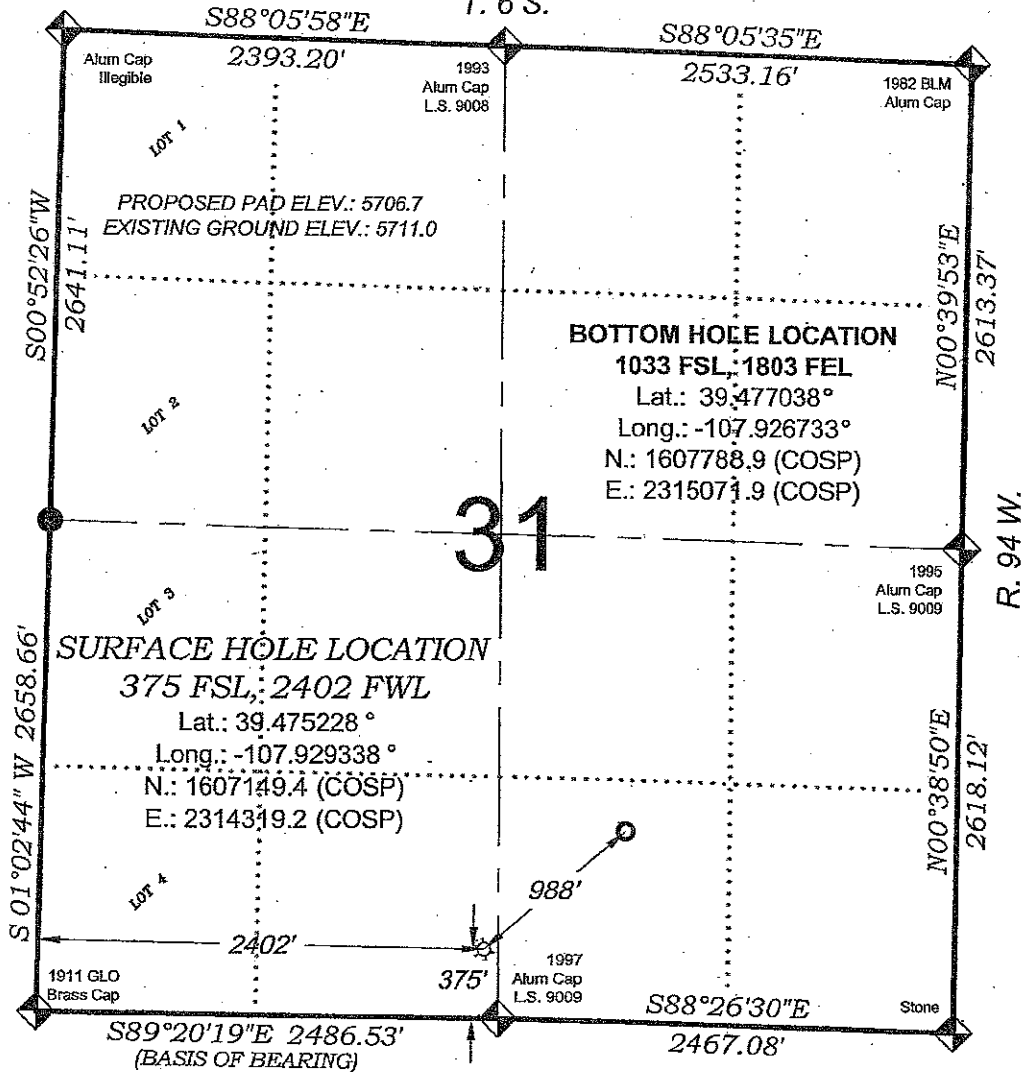 T. 6 S.
S88°05'58"E
2393.20'
S88°05'35"E
2533.16'
Alum Cap
Illegible
1993
Alum Cap
L.S. 9008
1982 BLM
Alum Cap
LOT 1
PROPOSED PAD ELEV.: 5706.7
EXISTING GROUND ELEV.: 5711.0
S00°52'26"W
2641.11'
N00°39'53"E
2613.37'
BOTTOM HOLE LOCATION
1033 FSL, 1803 FEL
Lat.: 39.477038°
Long.: -107.926733°
N.: 1607788.9 (COSP)
E.: 2315071.9 (COSP)
LOT 2
31
R. 94 W.
1995
Alum Cap
L.S. 9009
LOT 3
SURFACE HOLE LOCATION
375 FSL, 2402 FWL
Lat.: 39.475228 °
Long.: -107.929338 °
N.: 1607149.4 (COSP)
E.: 2314319.2 (COSP)
S 01°02'44" W 2658.66'
N00°38'50"E
2618.12'
LOT 4
988'
2402'
375'
1911 GLO
Brass Cap
1997
Alum Cap
L.S. 9009
Stone
S89°20'19"E 2486.53'
(BASIS OF BEARING)
S88°26'30"E
2467.08'